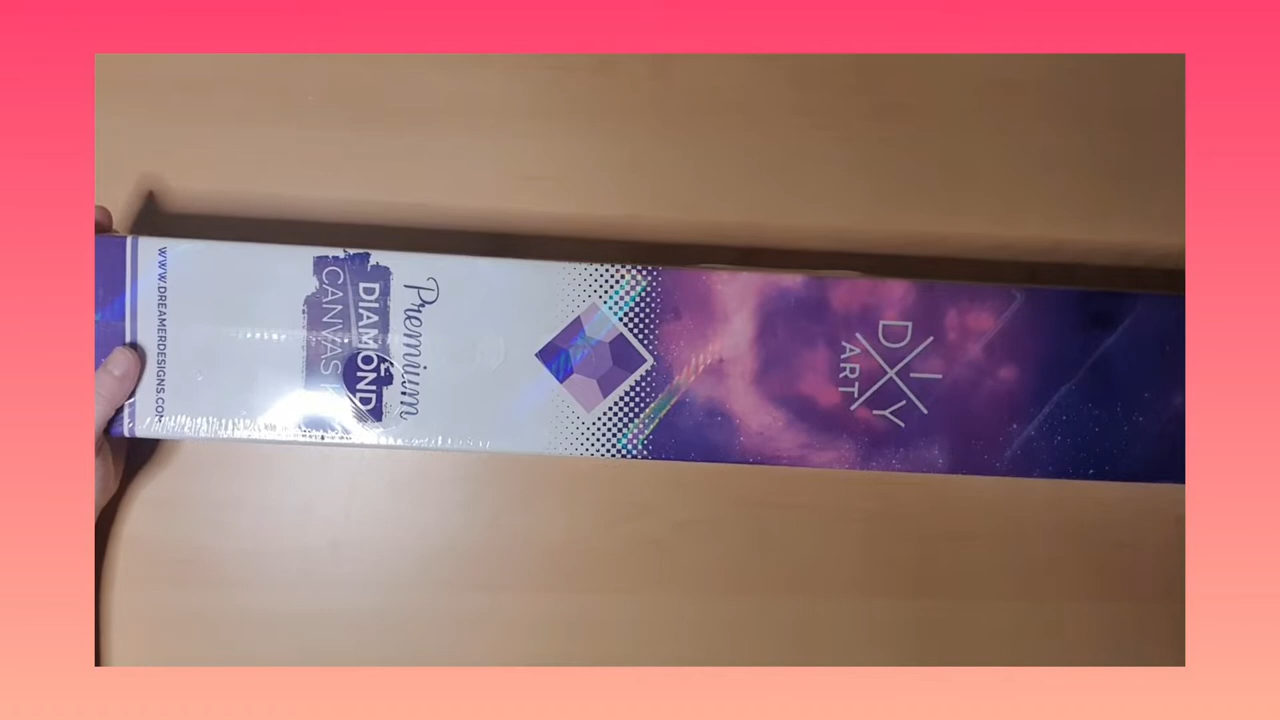 DIY
ART
Premium
DIAMOND
CANVAS
WWW.DREAMERDESIGNS.COM